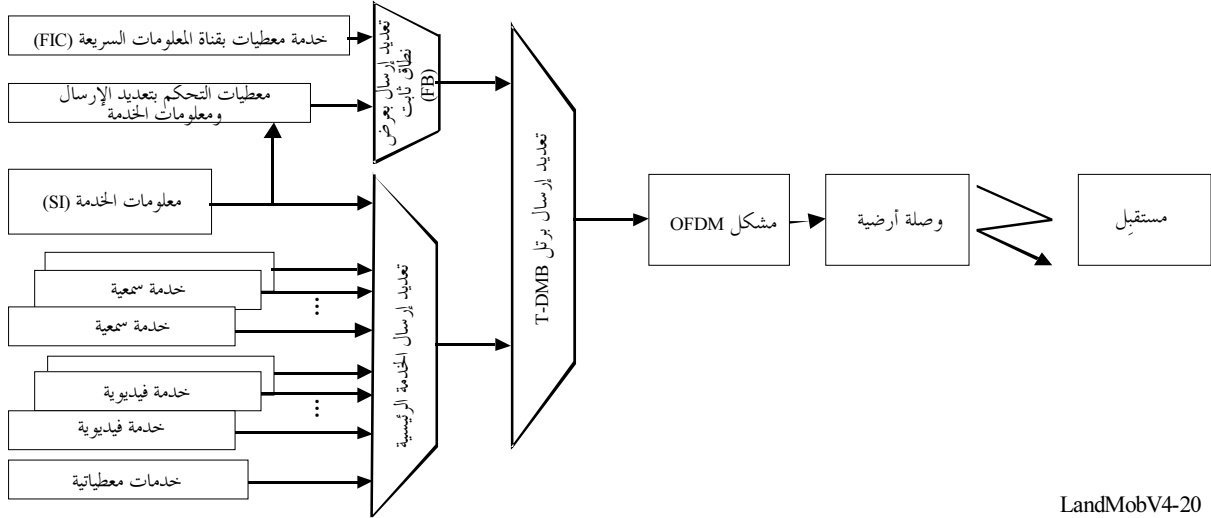 خدمة معطيات بقناة المعلومات السريعة (FIC)
معطيات التحكم بتعديد الإرسال
ومعلومات الخدمة
معلومات الخدمة (SI)
خدمة سمعية
خدمة سمعية
خدمة فيديوية
خدمة فيديوية
خدمات معطياتية
تعديد إرسال بعرض
نطاق ثابت
(FB)
تعديد إرسال الخدمة الرئيسية
تعديد إرسال برتل
T-DMB
مشكل OFDM
وصلة أرضية
مستقبِل
LandMobV4-20